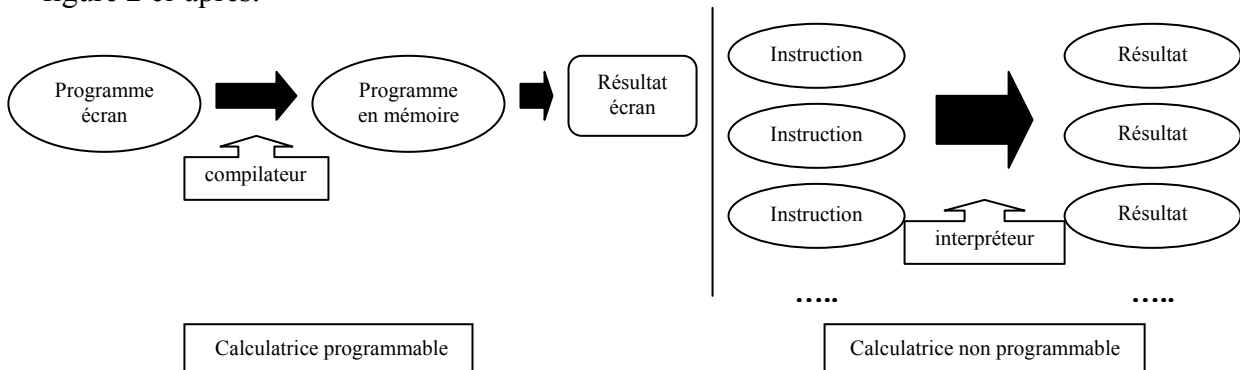 figure 2 ci-après.
Programme
écran
compilateur
Programme
en mémoire
Résultat
écran
Calculatrice programmable
Instruction
Instruction
Instruction
.....
interpréteur
Résultat
Résultat
Résultat
.....
Calculatrice non programmable